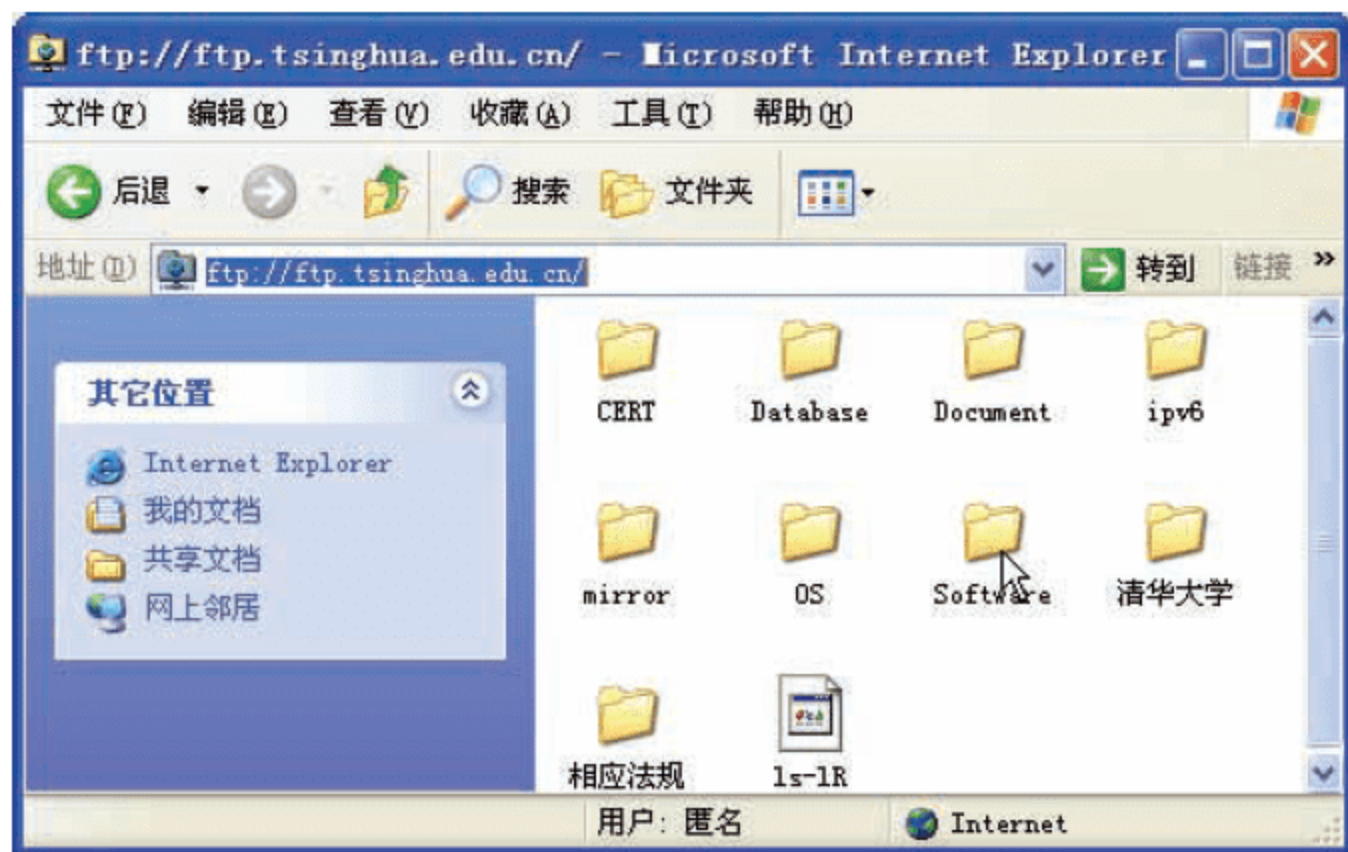 ftp://ftp.tsinghua.edu.cn/ - Microsoft Internet Explorer
文件(F) 编辑(E) 查看(V) 收藏(A) 工具(T) 帮助(H)
后退 搜索 文件夹
地址(D) ftp://ftp.tsinghua.edu.cn/ 转到 链接 »
其它位置
Internet Explorer
我的文档
共享文档
网上邻居
CERT Database Document ipv6
mirror OS Software 清华大学
相应法规 ls-lR
用户: 匿名 Internet